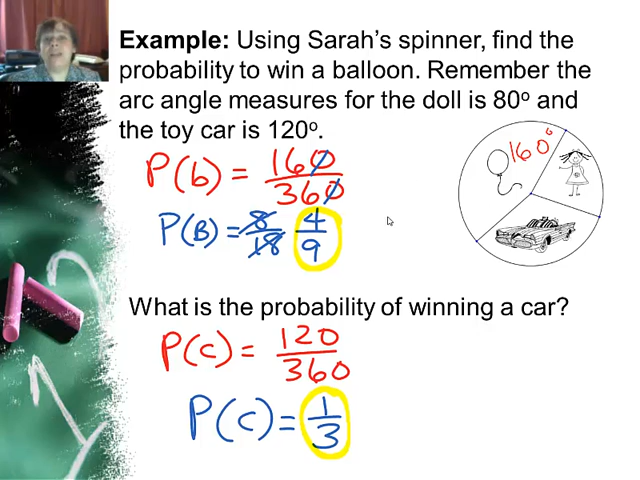 Example: Using Sarah's spinner, find the
probability to win a balloon. Remember the
arc angle measures for the doll is 80° and
the toy car is 120°.
P(b) = 160/360
160°
P(B) = 8/18 4/9
What is the probability of winning a car?
P(C) = 120/360
P(C) = 1/3